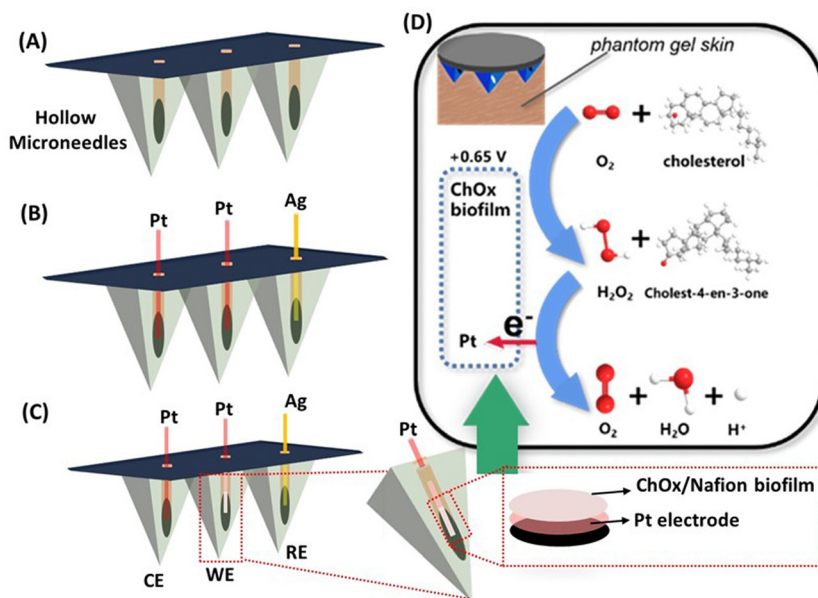 (A)
Hollow
Microneedles
(B)
Pt
Pt
Ag
(C)
Pt
Pt
Ag
CE
WE
RE
Pt
(D)
phantom gel skin
+0.65 V
ChOx
biofilm
+
O₂
cholesterol
+
H₂O₂
Cholest-4-en-3-one
e⁻
Pt
+
+
O₂
H₂O
H⁺
ChOx/Nafion biofilm
Pt electrode